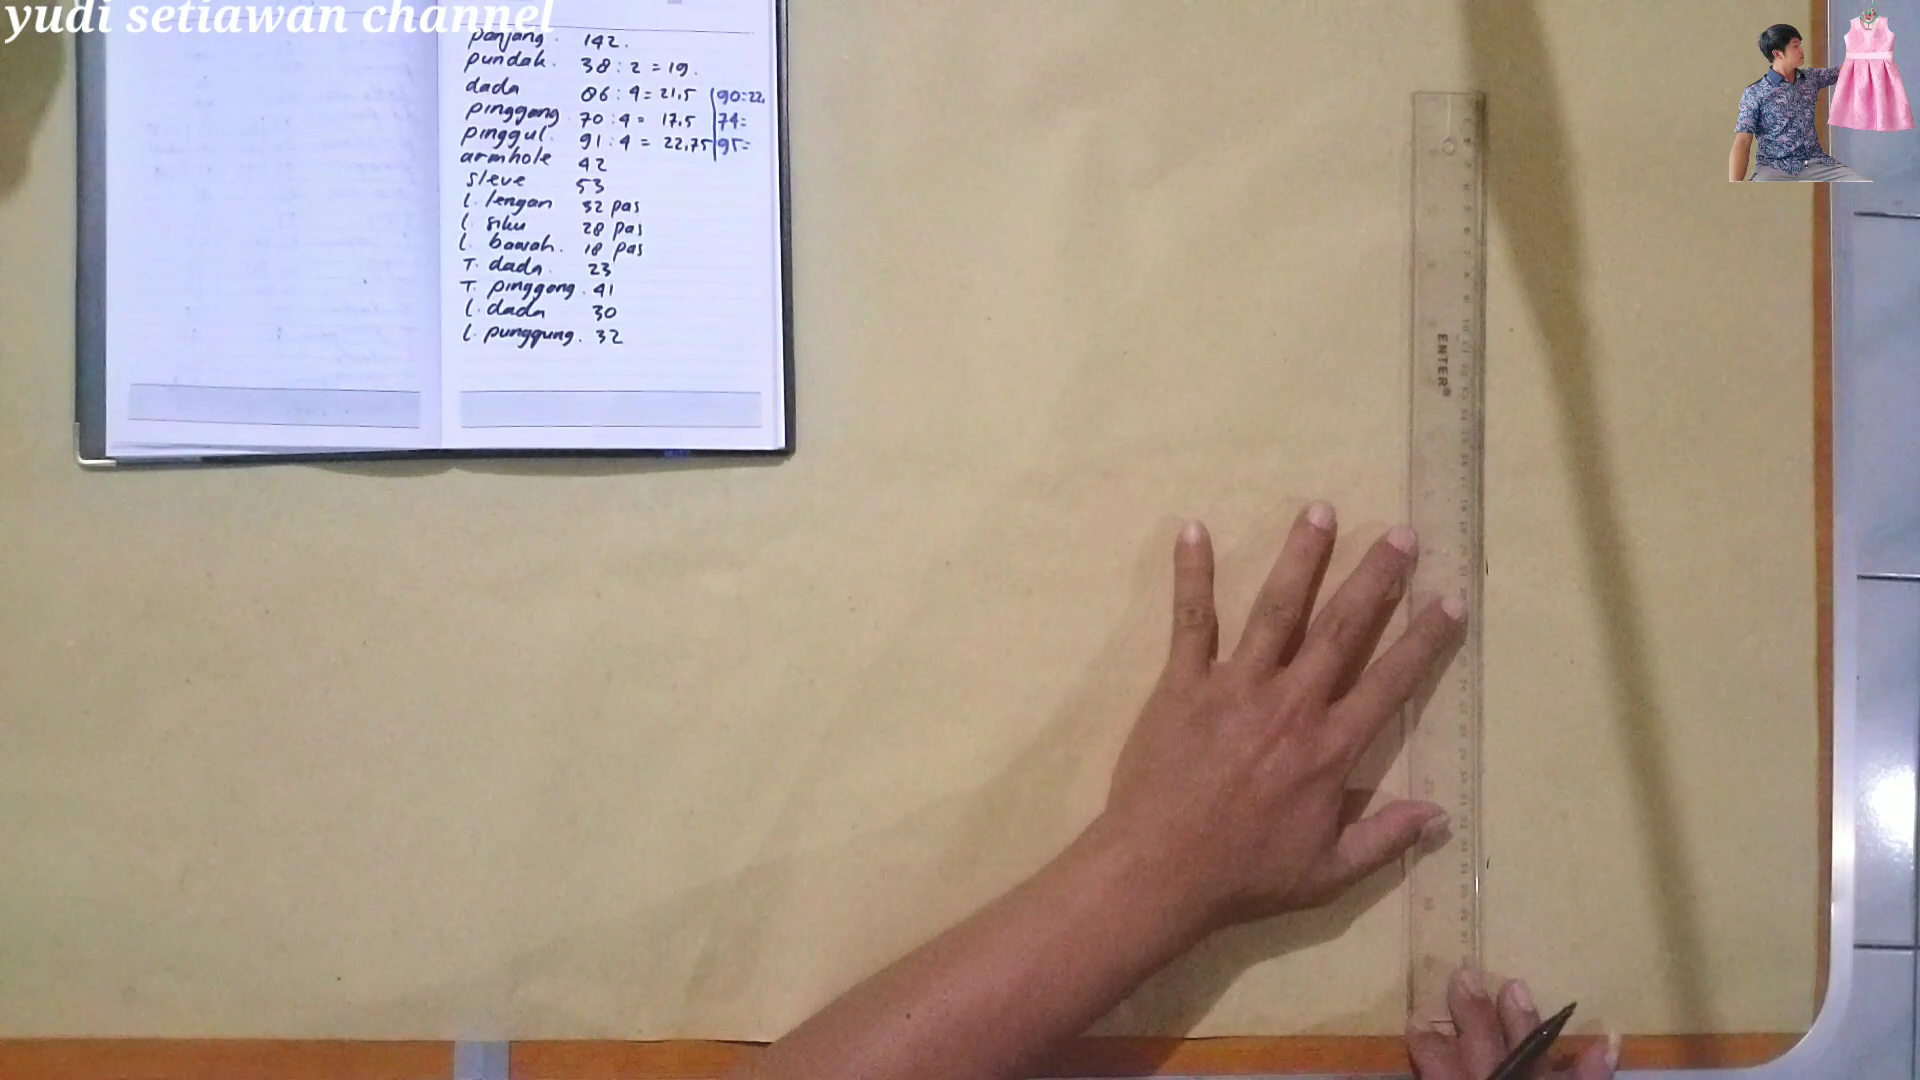 yudi setiawan channel
panjang. 142.
pundak. 38 : 2 = 19.
dada 86 : 4 = 21,5 90=22,
pinggang 70 : 4 = 17,5 74=
pinggul. 91 : 4 = 22,75 95=
armhole 42
sleve 53
l. lengan 32 pas
l. siku 28 pas
l. bawah. 18 pas
T. dada. 23
T. pinggang. 41
l. dada 30
l. punggung. 32
ENTER®